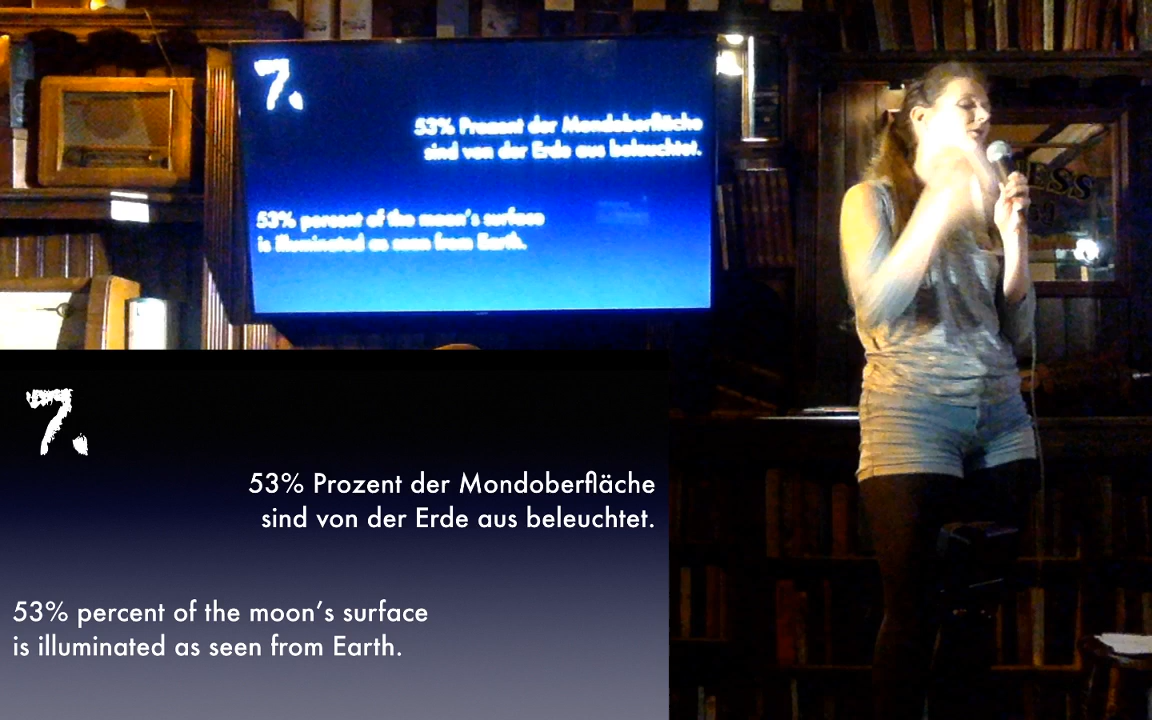 7.
53% Prozent der Mondoberfläche
sind von der Erde aus beleuchtet.
53% percent of the moon's surface
is illuminated as seen from Earth.
7.
53% Prozent der Mondoberfläche
sind von der Erde aus beleuchtet.
53% percent of the moon’s surface
is illuminated as seen from Earth.